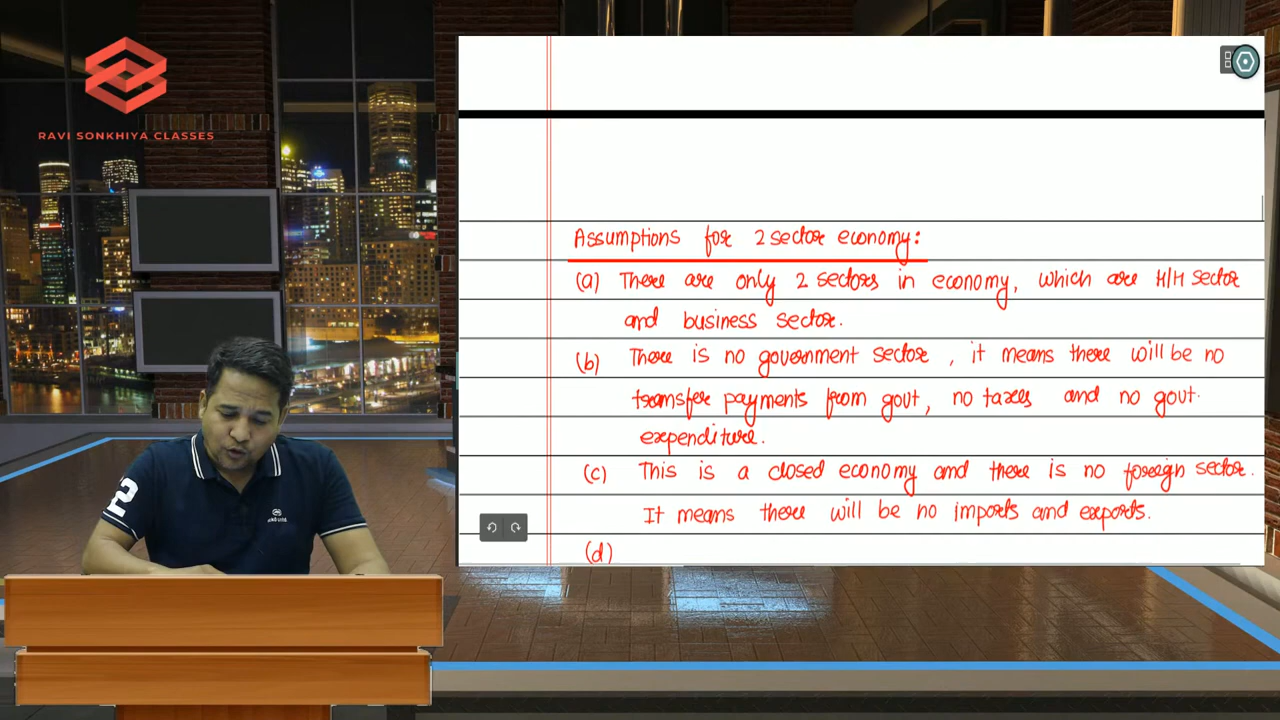 RAVI SONKHIYA CLASSES
Assumptions for 2 sector economy:
(a) There are only 2 sectors in economy, which are H/H sector
and business sector.
(b) There is no government sector, it means there will be no
transfer payments from govt, no taxes and no govt.
expenditure.
(c) This is a closed economy and there is no foreign sector.
It means there will be no imports and exports.
(d)
2